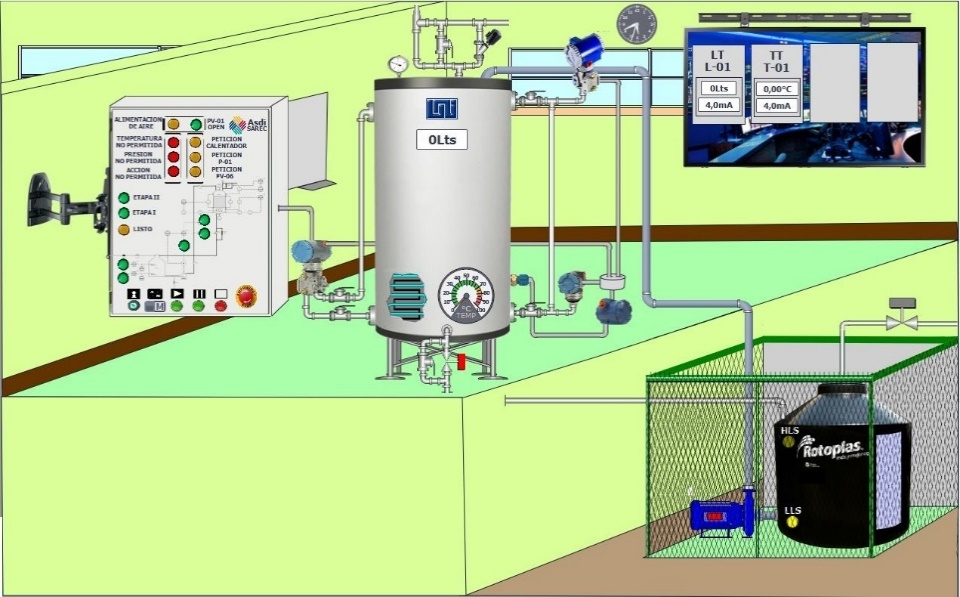 ALIMENTACION
DE AIRE
PV-01
OPEN
Asdi
SAREC
TEMPERATURA
NO PERMITIDA
PETICION
CALENTADOR
PRESION
NO PERMITIDA
PETICION
P-01
ACCION
NO PERMITIDA
PETICION
PV-06
ETAPA II
ETAPA I
LISTO
M
0Lts
°C
TEMP
LT
L-01
0Lts
4,0mA
TT
T-01
0,00°C
4,0mA
HLS
Rotoplas
LLS